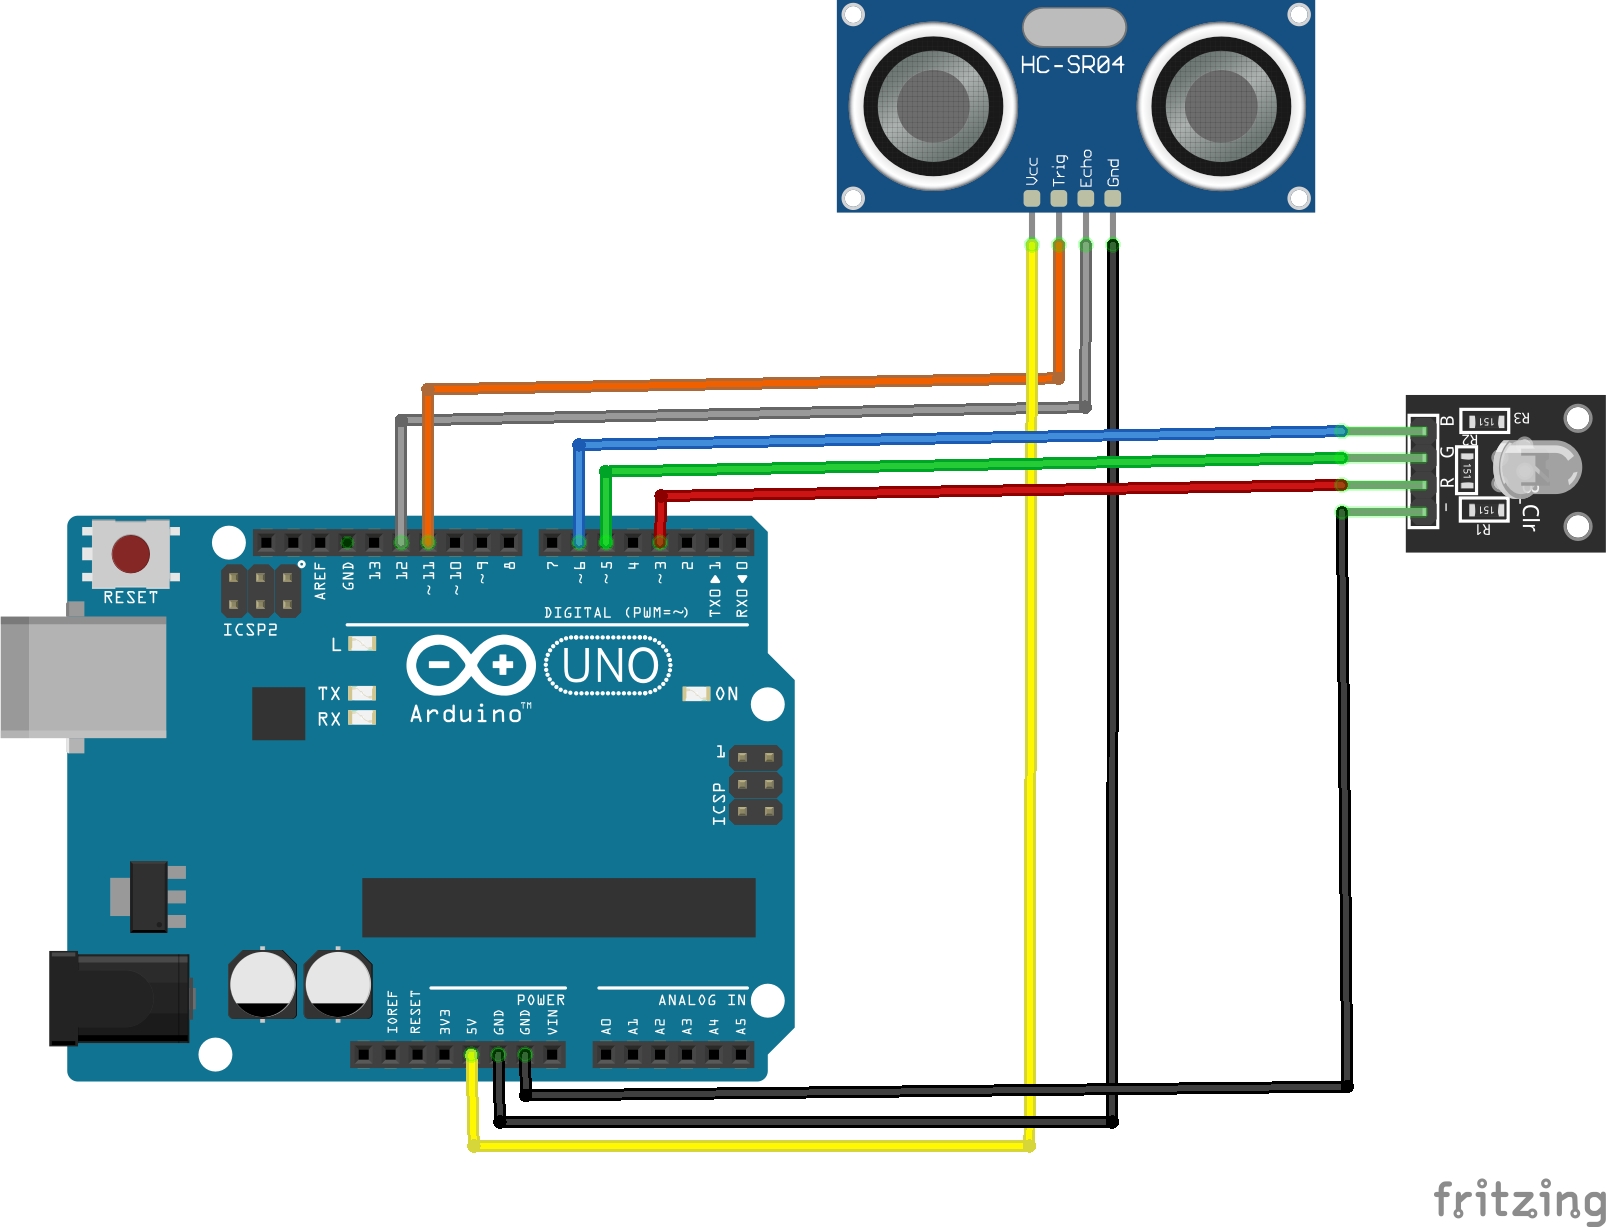 HC-SR04
Vcc
Trig
Echo
Gnd
B
G
R
-
R3
151
R2
151
R1
151
Clr
RESET
ICSP2
AREF
GND
13
12
~11
~10
~9
8
7
~6
~5
4
~3
2
TX0▶1
RX0◀0
DIGITAL (PWM=~)
L
TX
RX
UNO
Arduino™
ON
1
ICSP
IOREF
RESET
3V3
5V
GND
GND
VIN
POWER
ANALOG IN
A0
A1
A2
A3
A4
A5
fritzing